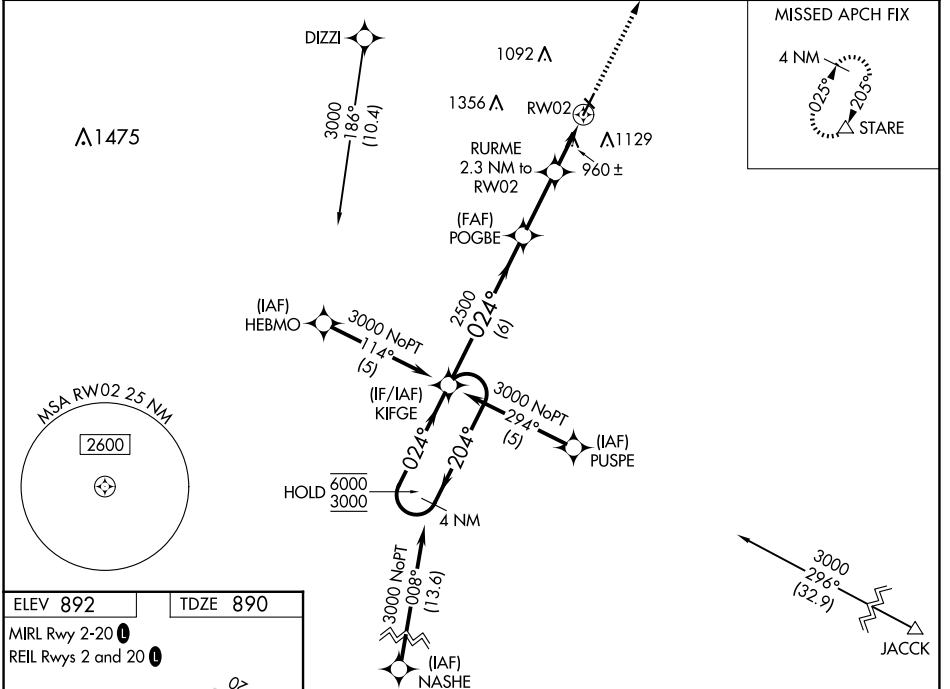 MISSED APCH FIX
4 NM
025°
205°
STARE
DIZZI
3000
186°
(10.4)
1092
1356
RW02
1475
1129
RURME
2.3 NM to
RW02
960 ±
(FAF)
POGBE
2500
024°
(6)
(IAF)
HEBMO
3000 NoPT
114°
(5)
(IF/IAF)
KIFGE
3000 NoPT
294°
(5)
(IAF)
PUSPE
MSA RW02 25 NM
2600
024°
204°
HOLD
6000
3000
4 NM
3000 NoPT
008°
(13.6)
(IAF)
NASHE
3000
296°
(32.9)
JACCK
ELEV 892
TDZE 890
MIRL Rwy 2-20 L
REIL Rwys 2 and 20 L